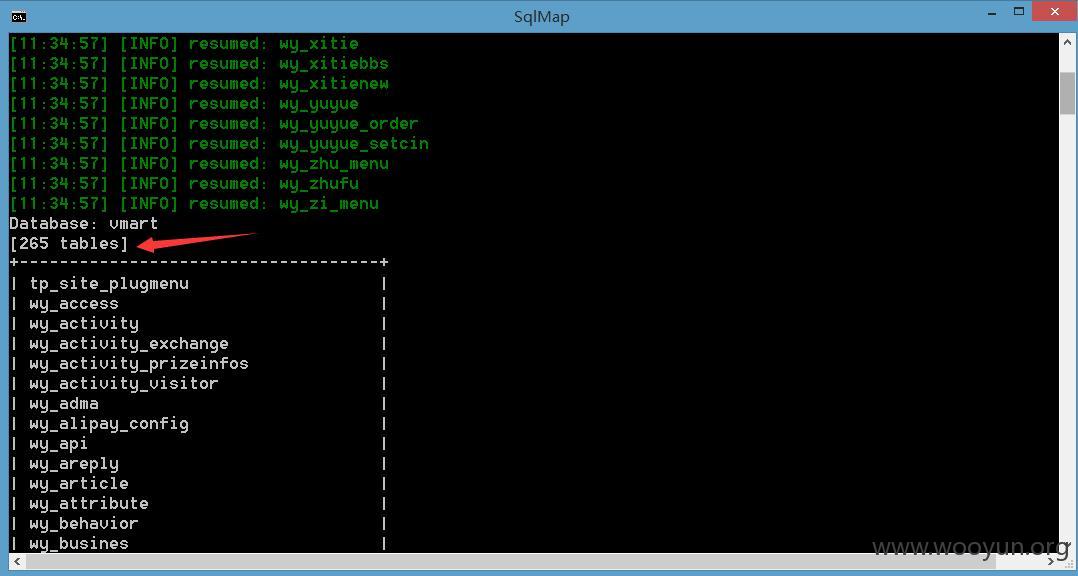 SqlMap
[11:34:57] [INFO] resumed: wy_xitie
[11:34:57] [INFO] resumed: wy_xitiebbs
[11:34:57] [INFO] resumed: wy_xitienew
[11:34:57] [INFO] resumed: wy_yuyue
[11:34:57] [INFO] resumed: wy_yuyue_order
[11:34:57] [INFO] resumed: wy_yuyue_setcin
[11:34:57] [INFO] resumed: wy_zhu_menu
[11:34:57] [INFO] resumed: wy_zhufu
[11:34:57] [INFO] resumed: wy_zi_menu
Database: vmart
[265 tables]
+------------------------------------+
| tp_site_plugmenu |
| wy_access |
| wy_activity |
| wy_activity_exchange |
| wy_activity_prizeinfos |
| wy_activity_visitor |
| wy_adma |
| wy_alipay_config |
| wy_api |
| wy_areply |
| wy_article |
| wy_attribute |
| wy_behavior |
| wy_busines |
www.wooyun.org